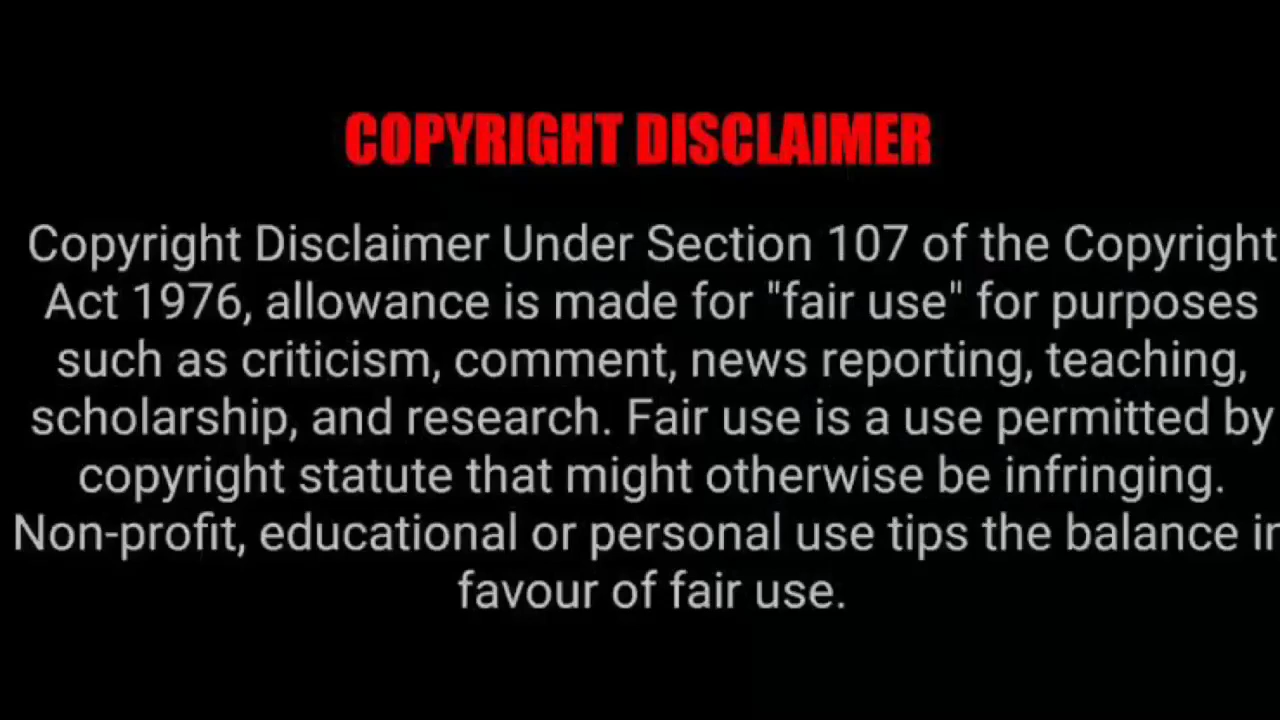 COPYRIGHT DISCLAIMER
Copyright Disclaimer Under Section 107 of the Copyright
Act 1976, allowance is made for "fair use" for purposes
such as criticism, comment, news reporting, teaching,
scholarship, and research. Fair use is a use permitted by
copyright statute that might otherwise be infringing.
Non-profit, educational or personal use tips the balance in
favour of fair use.